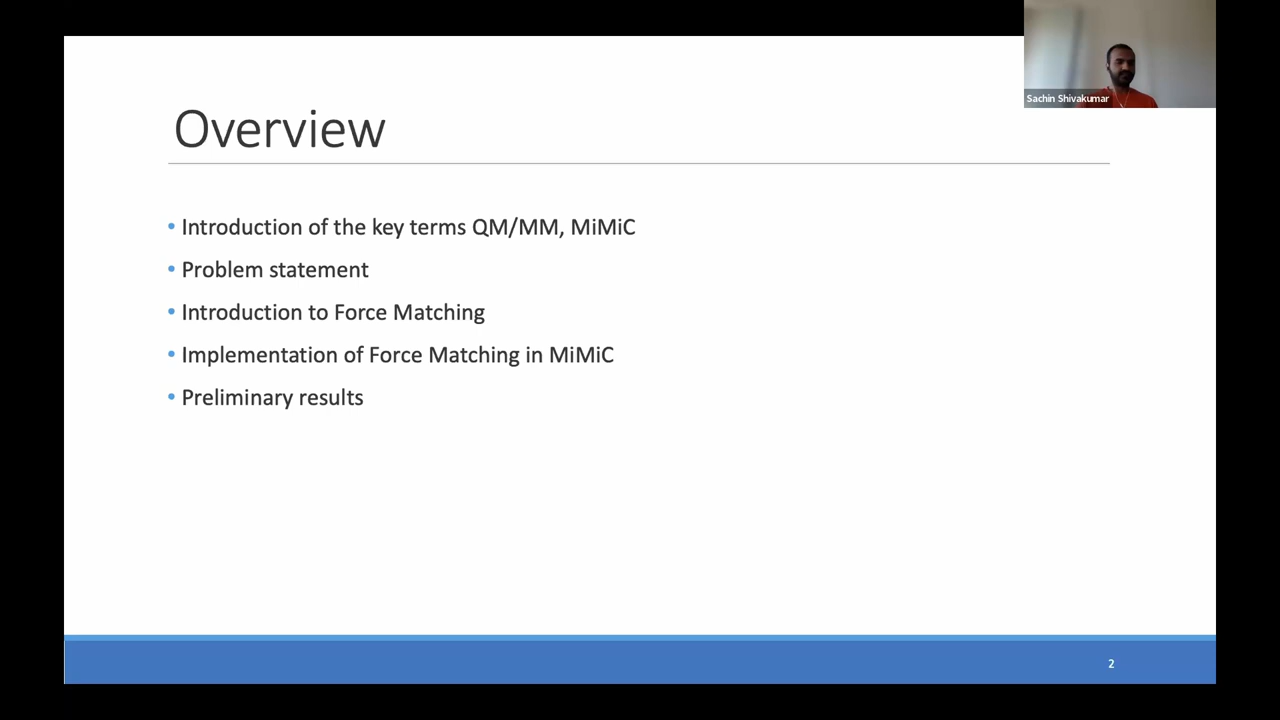 Sachin Shivakumar
Overview
• Introduction of the key terms QM/MM, MiMiC
• Problem statement
• Introduction to Force Matching
• Implementation of Force Matching in MiMiC
• Preliminary results
2